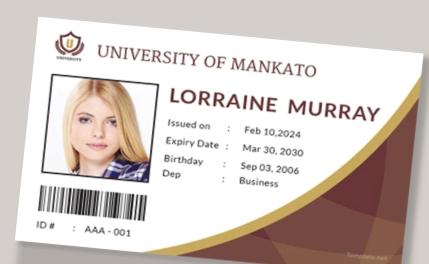 UNIVERSITY
UNIVERSITY OF MANKATO
LORRAINE MURRAY
Issued on : Feb 10,2024
Expiry Date : Mar 30, 2030
Birthday : Sep 03, 2006
Dep : Business
ID # : AAA - 001
Template.net